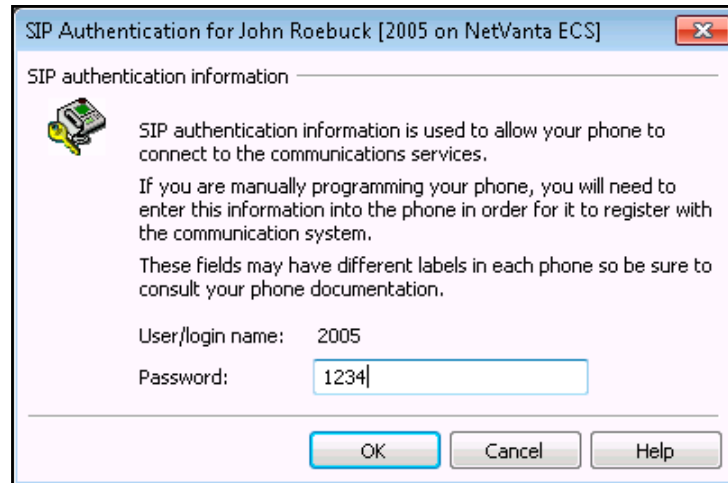 SIP Authentication for John Roebuck [2005 on NetVanta ECS]
SIP authentication information
SIP authentication information is used to allow your phone to
connect to the communications services.
If you are manually programming your phone, you will need to
enter this information into the phone in order for it to register with
the communication system.
These fields may have different labels in each phone so be sure to
consult your phone documentation.
User/login name: 2005
Password: 1234
OK Cancel Help